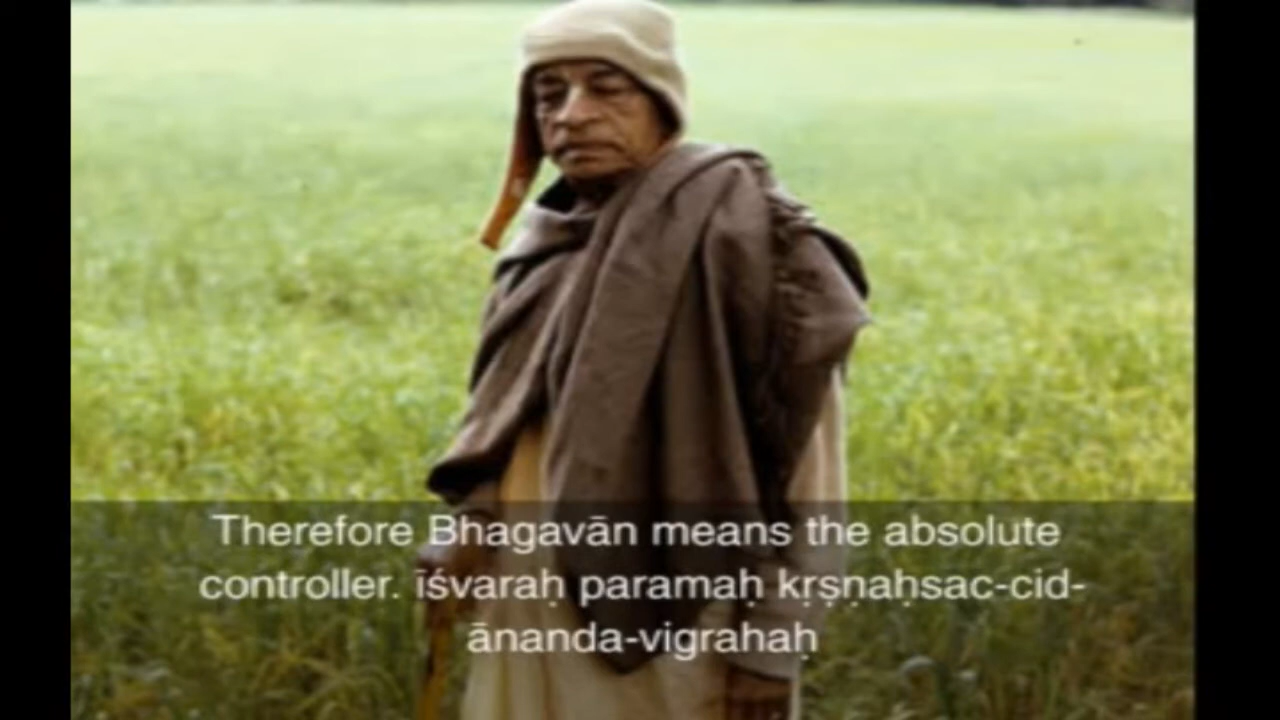 Therefore Bhagavān means the absolute
controller. īśvaraḥ paramaḥ kṛṣṇaḥsac-cid-
ānanda-vigrahaḥ